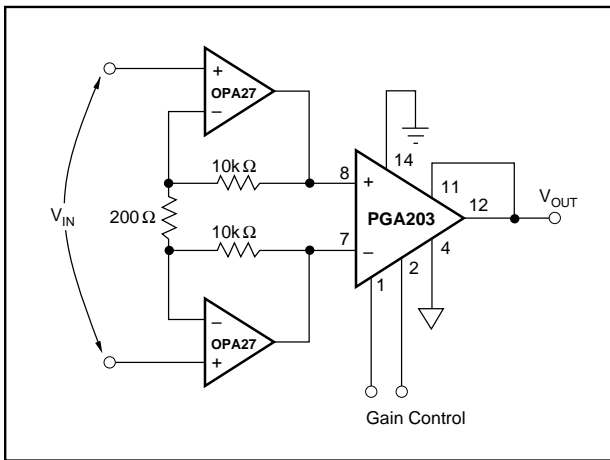 +
OPA27
–
10kΩ
8
14
11
+
V_IN
200Ω
PGA203
12
V_OUT
10kΩ
7
–
4
1
2
–
OPA27
+
Gain Control